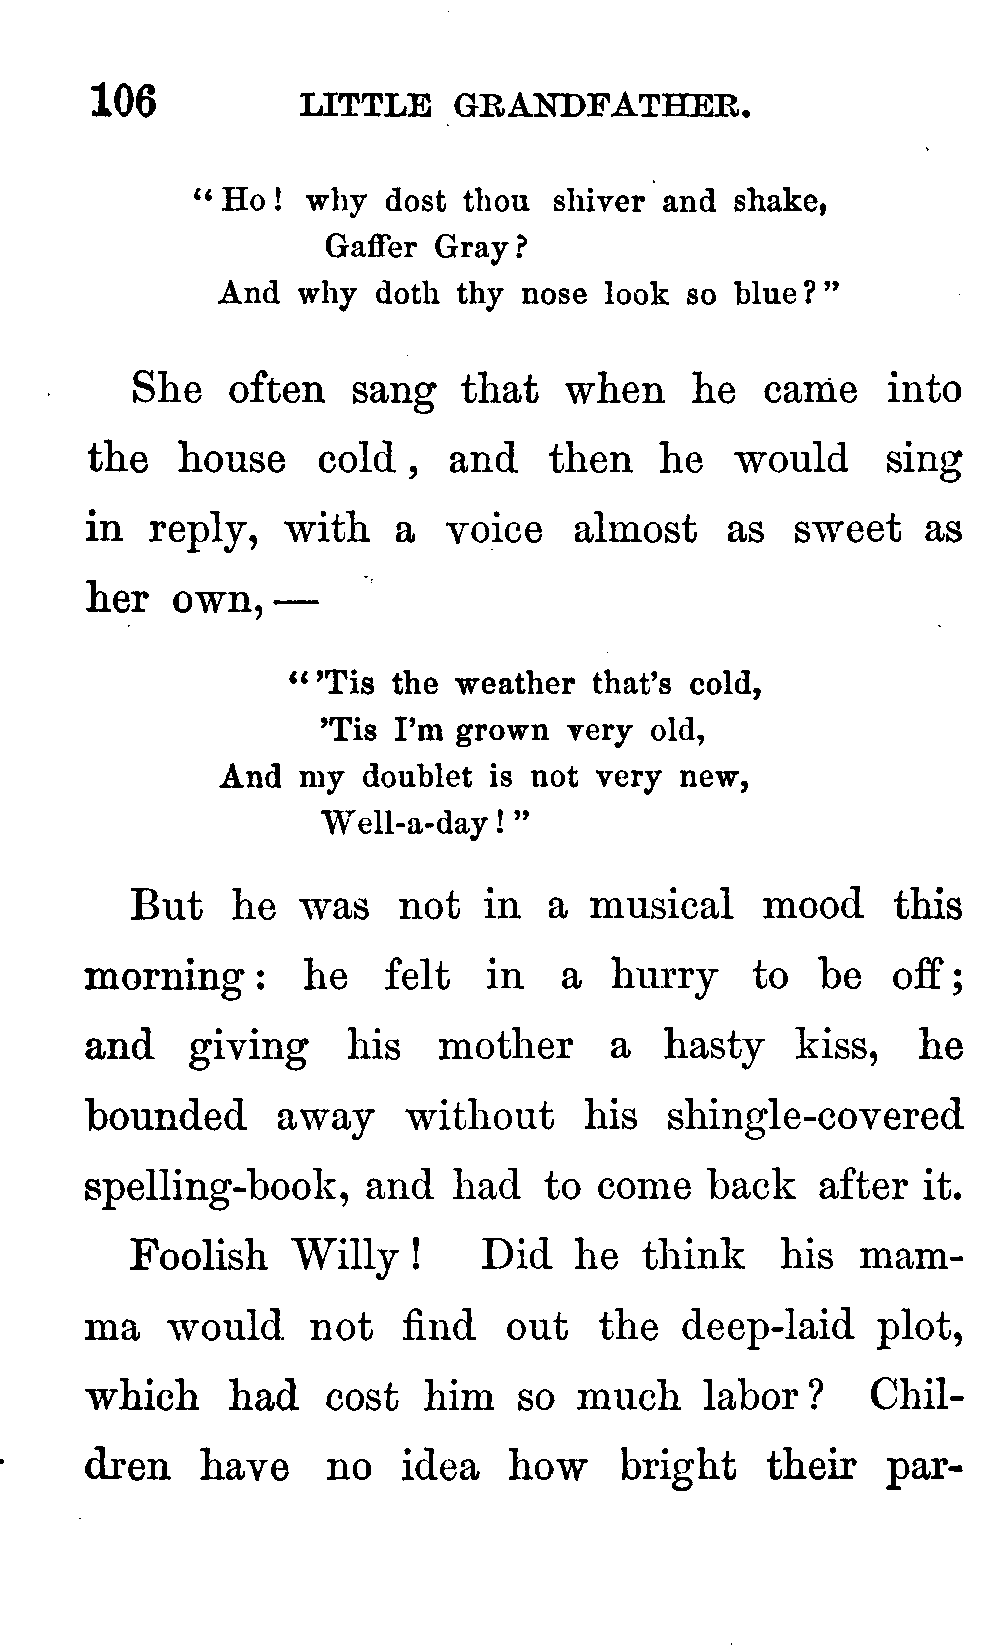 106 LITTLE GRANDFATHER.
“Ho! why dost thou shiver and shake,
Gaffer Gray?
And why doth thy nose look so blue?”
She often sang that when he came into
the house cold, and then he would sing
in reply, with a voice almost as sweet as
her own,—
“’Tis the weather that’s cold,
’Tis I’m grown very old,
And my doublet is not very new,
Well-a-day!”
But he was not in a musical mood this
morning: he felt in a hurry to be off;
and giving his mother a hasty kiss, he
bounded away without his shingle-covered
spelling-book, and had to come back after it.
Foolish Willy! Did he think his mam-
ma would not find out the deep-laid plot,
which had cost him so much labor? Chil-
dren have no idea how bright their par-